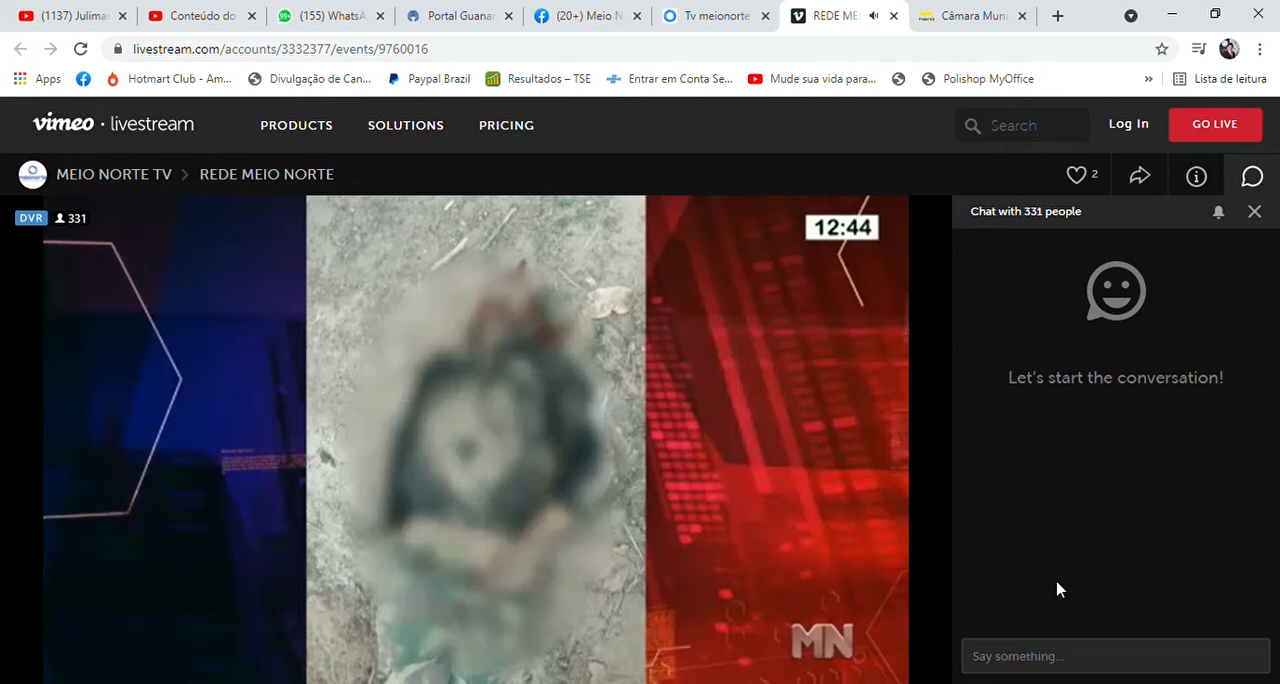 (1137) Julima
Conteúdo do
99+ (155) WhatsA
Portal Guana
(20+) Meio N
Tv meionorte
REDE ME
Câmara Muni
livestream.com/accounts/3332377/events/9760016
Apps
Hotmart Club - Am...
Divulgação de Can...
Paypal Brazil
Resultados – TSE
Entrar em Conta Se...
Mude sua vida para...
Polishop MyOffice
»
Lista de leitura
vimeo · livestream
PRODUCTS
SOLUTIONS
PRICING
Search
Log In
GO LIVE
MEIO NORTE TV > REDE MEIO NORTE
2
DVR 331
12:44
Chat with 331 people
Let's start the conversation!
MN
Say something...